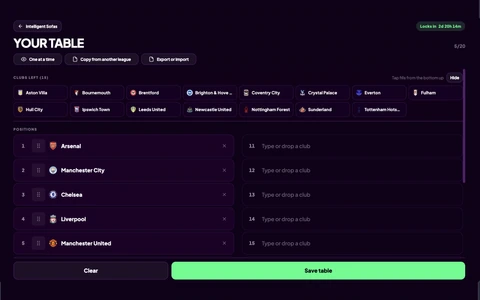 ← Intelligent Sofas
Locks in 2d 20h 14m
YOUR TABLE
5/20
One at a time
Copy from another league
Export or import
CLUBS LEFT (15)
Tap fills from the bottom up
Hide
Aston Villa
Bournemouth
Brentford
Brighton & Hove ...
Coventry City
Crystal Palace
Everton
Fulham
Hull City
Ipswich Town
Leeds United
Newcastle United
Nottingham Forest
Sunderland
Tottenham Hots...
POSITIONS
1 Arsenal ×
2 Manchester City ×
3 Chelsea ×
4 Liverpool ×
5 Manchester United ×
11 Type or drop a club
12 Type or drop a club
13 Type or drop a club
14 Type or drop a club
15 Type or drop a club
Clear
Save table